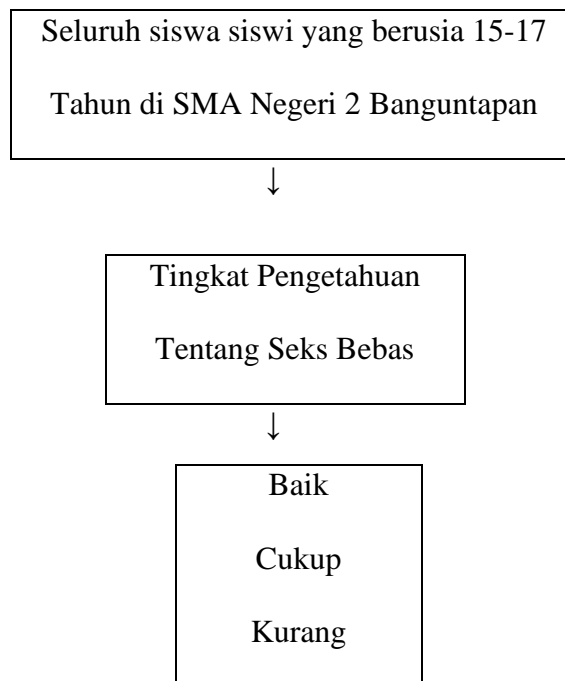 Seluruh siswa siswi yang berusia 15-17
Tahun di SMA Negeri 2 Banguntapan
↓
Tingkat Pengetahuan
Tentang Seks Bebas
↓
Baik
Cukup
Kurang